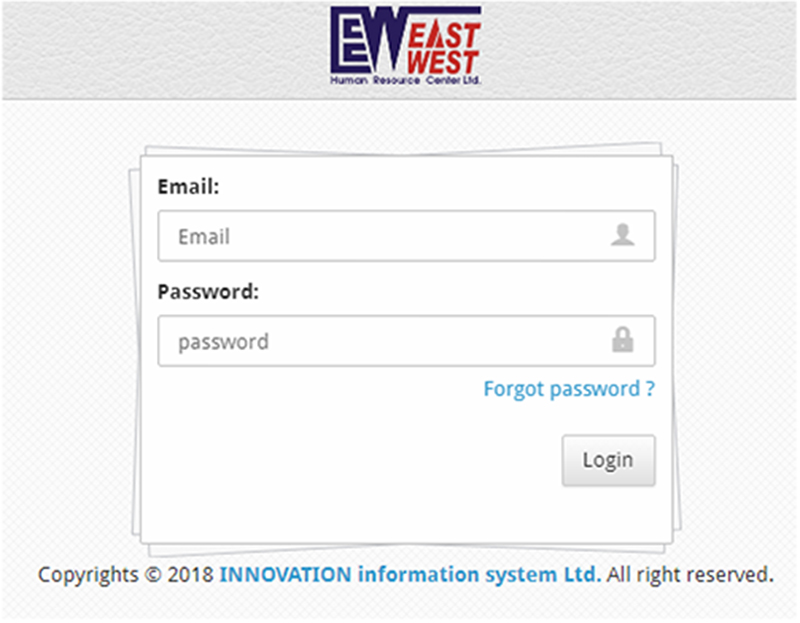 EW EAST
WEST
Human Resource Center Ltd.
Email:
Email
Password:
password
Forgot password ?
Login
Copyrights © 2018 INNOVATION information system Ltd. All right reserved.